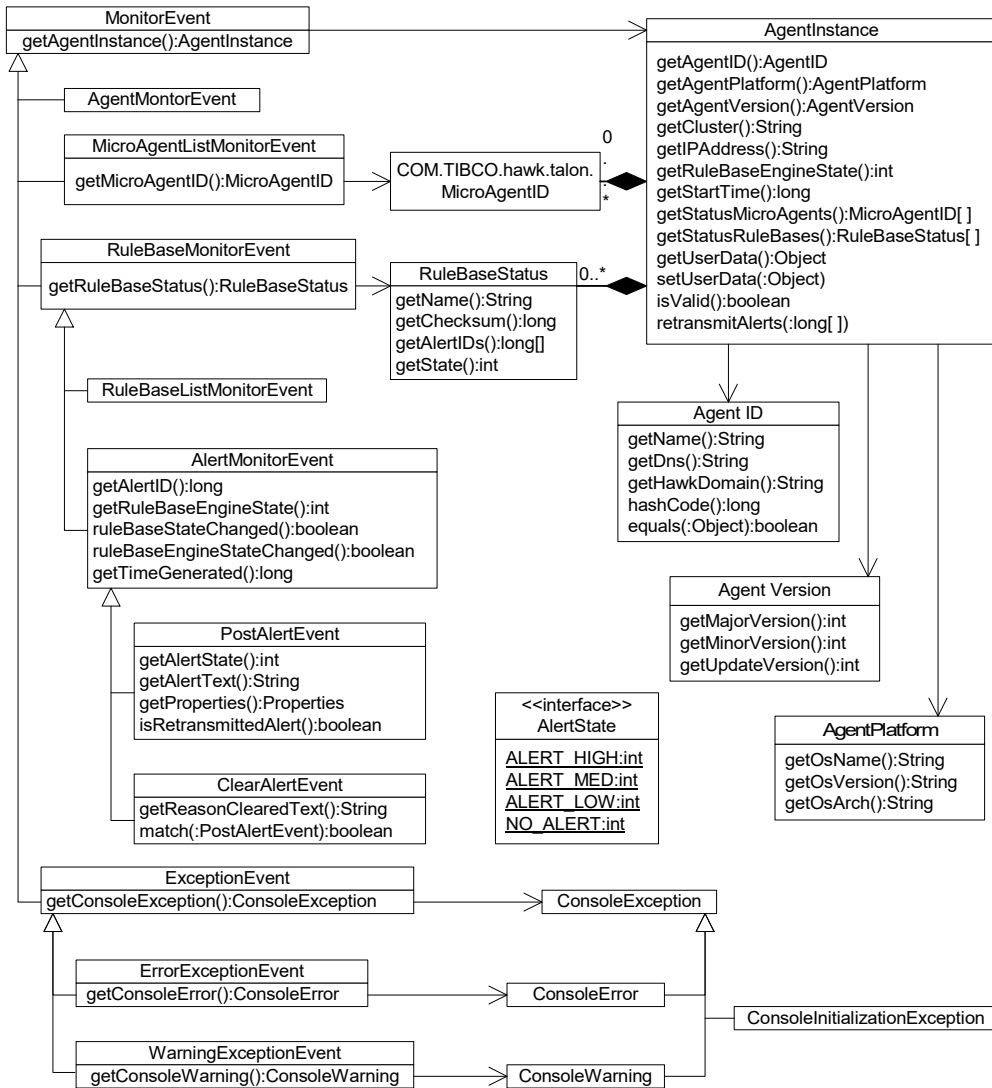 MonitorEvent
getAgentInstance():AgentInstance
AgentMontorEvent
MicroAgentListMonitorEvent
getMicroAgentID():MicroAgentID
COM.TIBCO.hawk.talon.
MicroAgentID
0
.
.
*
AgentInstance
getAgentID():AgentID
getAgentPlatform():AgentPlatform
getAgentVersion():AgentVersion
getCluster():String
getIPAddress():String
getRuleBaseEngineState():int
getStartTime():long
getStatusMicroAgents():MicroAgentID[ ]
getStatusRuleBases():RuleBaseStatus[ ]
getUserData():Object
setUserData(:Object)
isValid():boolean
retransmitAlerts(:long[ ])
RuleBaseMonitorEvent
getRuleBaseStatus():RuleBaseStatus
RuleBaseStatus
getName():String
getChecksum():long
getAlertIDs():long[]
getState():int
0..*
RuleBaseListMonitorEvent
Agent ID
getName():String
getDns():String
getHawkDomain():String
hashCode():long
equals(:Object):boolean
AlertMonitorEvent
getAlertID():long
getRuleBaseEngineState():int
ruleBaseStateChanged():boolean
ruleBaseEngineStateChanged():boolean
getTimeGenerated():long
Agent Version
getMajorVersion():int
getMinorVersion():int
getUpdateVersion():int
PostAlertEvent
getAlertState():int
getAlertText():String
getProperties():Properties
isRetransmittedAlert():boolean
<<interface>>
AlertState
ALERT_HIGH:int
ALERT_MED:int
ALERT_LOW:int
NO_ALERT:int
AgentPlatform
getOsName():String
getOsVersion():String
getOsArch():String
ClearAlertEvent
getReasonClearedText():String
match(:PostAlertEvent):boolean
ExceptionEvent
getConsoleException():ConsoleException
ConsoleException
ErrorExceptionEvent
getConsoleError():ConsoleError
ConsoleError
ConsoleInitializationException
WarningExceptionEvent
getConsoleWarning():ConsoleWarning
ConsoleWarning